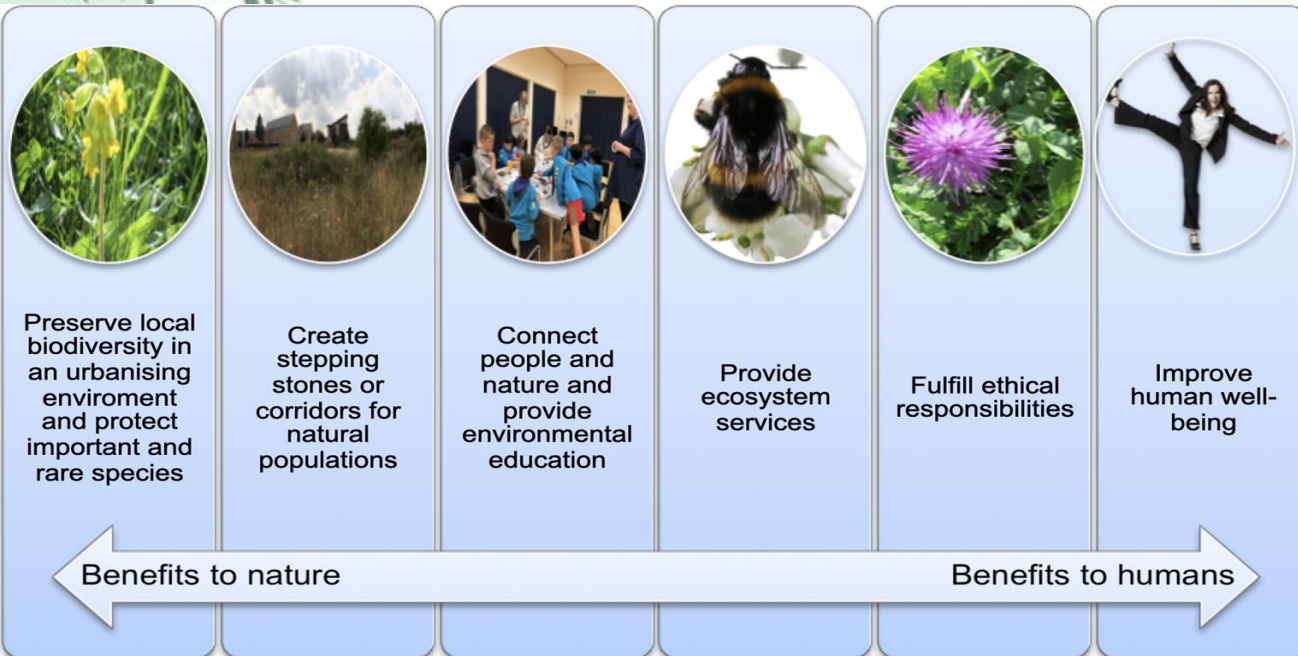 Preserve local
biodiversity in
an urbanising
enviroment
and protect
important and
rare species
Create
stepping
stones or
corridors for
natural
populations
Connect
people and
nature and
provide
environmental
education
Provide
ecosystem
services
Fulfill ethical
responsibilities
Improve
human well-
being
Benefits to nature
Benefits to humans